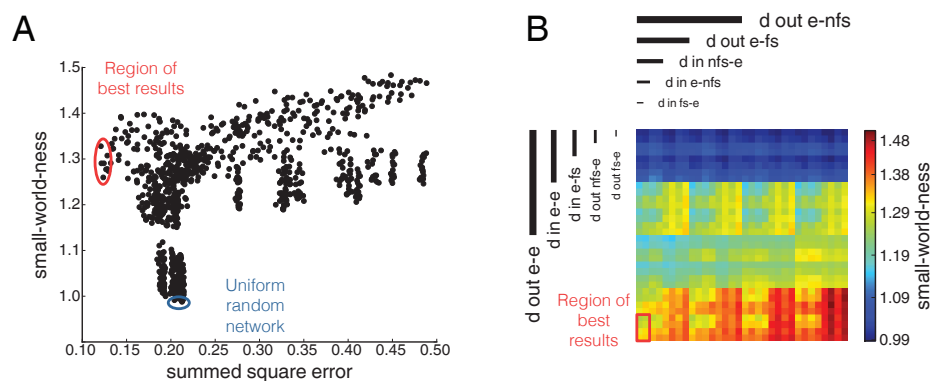 A
small-world-ness
1.5
1.4
1.3
1.2
1.1
1.0
Region of
best results
Uniform
random
network
0.10
0.15
0.20
0.25
0.30
0.35
0.40
0.45
0.50
summed square error
B
d out e-nfs
d out e-fs
d in nfs-e
d in e-nfs
d in fs-e
d out e-e
d in e-e
d in e-fs
d out nfs-e
d out fs-e
Region of
best
results
1.48
1.39
1.29
1.19
1.09
0.99
small-world-ness